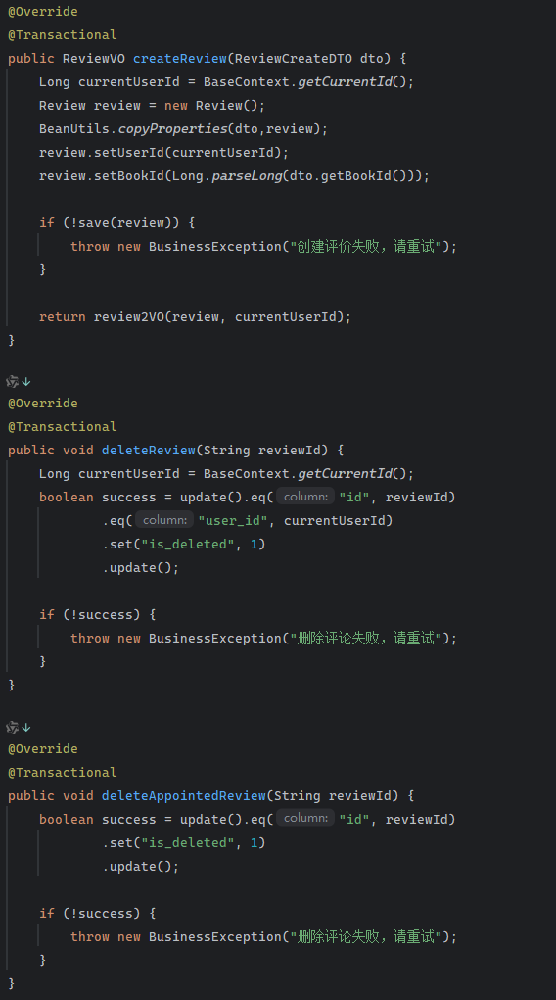 @Override
@Transactional
public ReviewVO createReview(ReviewCreateDTO dto) {
    Long currentUserId = BaseContext.getCurrentId();
    Review review = new Review();
    BeanUtils.copyProperties(dto,review);
    review.setUserId(currentUserId);
    review.setBookId(Long.parseLong(dto.getBookId()));

    if (!save(review)) {
        throw new BusinessException("创建评价失败，请重试");
    }

    return review2VO(review, currentUserId);
}

@Override
@Transactional
public void deleteReview(String reviewId) {
    Long currentUserId = BaseContext.getCurrentId();
    boolean success = update().eq( column: "id", reviewId)
            .eq( column: "user_id", currentUserId)
            .set("is_deleted", 1)
            .update();

    if (!success) {
        throw new BusinessException("删除评论失败，请重试");
    }
}

@Override
@Transactional
public void deleteAppointedReview(String reviewId) {
    boolean success = update().eq( column: "id", reviewId)
            .set("is_deleted", 1)
            .update();

    if (!success) {
        throw new BusinessException("删除评论失败，请重试");
    }
}